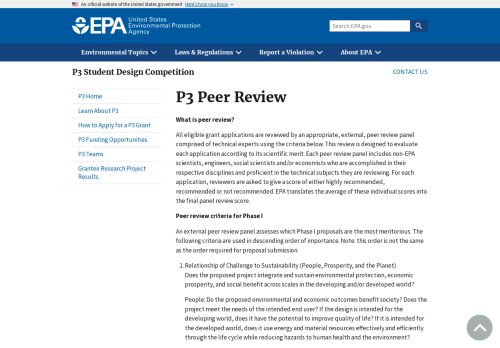 An official website of the United States government Here's how you know
EPA United States
Environmental Protection
Agency
Search EPA.gov
Environmental Topics Laws & Regulations Report a Violation About EPA
P3 Student Design Competition CONTACT US
P3 Home
Learn About P3
How to Apply for a P3 Grant
P3 Funding Opportunities
P3 Teams
Grantee Research Project
Results
P3 Peer Review
What is peer review?
All eligible grant applications are reviewed by an appropriate, external, peer review panel
comprised of technical experts using the criteria below. This review is designed to evaluate
each application according to its scientific merit. Each peer review panel includes non-EPA
scientists, engineers, social scientists and/or economists who are accomplished in their
respective disciplines and proficient in the technical subjects they are reviewing. For each
application, reviewers are asked to give a score of either highly recommended,
recommended or not recommended. EPA translates the average of these individual scores into
the final panel review score.
Peer review criteria for Phase I
An external peer review panel assesses which Phase I proposals are the most meritorious. The
following criteria are used in descending order of importance. Note: this order is not the same
as the order required for proposal submission.
1. Relationship of Challenge to Sustainability (People, Prosperity, and the Planet)
Does the proposed project integrate and sustain environmental protection, economic
prosperity, and social benefit across scales in the developing and/or developed world?
People: Do the proposed environmental and economic outcomes benefit society? Does the
project meet the needs of the intended end user? If the design is intended for the
developing world, does it have the potential to improve quality of life? If it is intended for
the developed world, does it use energy and material resources effectively and efficiently
through the life cycle while reducing hazards to human health and the environment?